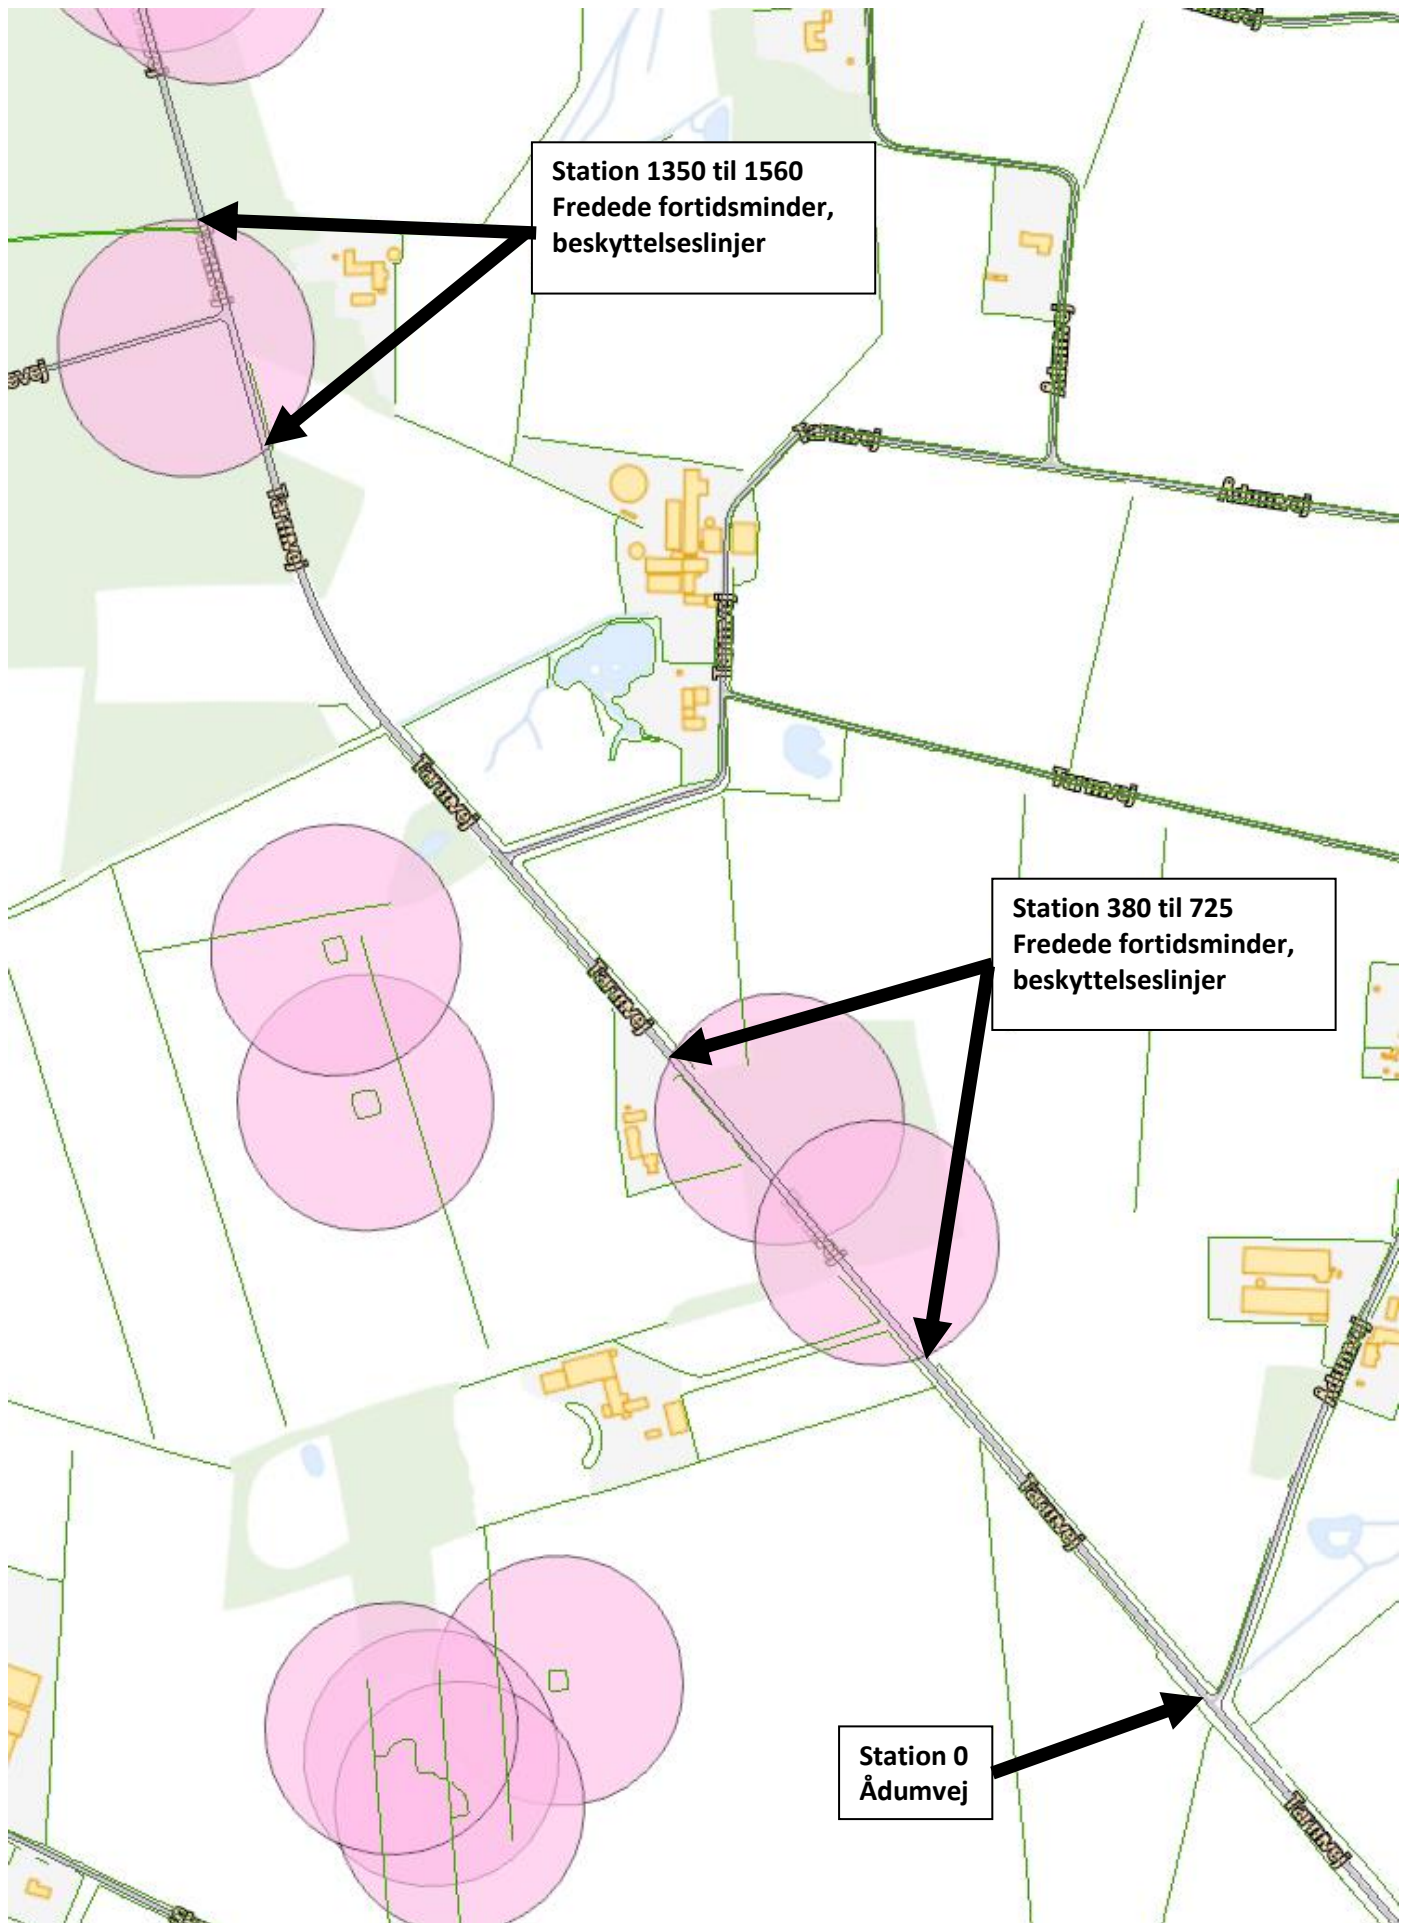 Station 1350 til 1560
Fredede fortidsminder,
beskyttelseslinjer
Ådumvej
Tarmvej
Ådumvej
Tarmvej
Tarmvej
Tarmvej
Tarmvej
Station 380 til 725
Fredede fortidsminder,
beskyttelseslinjer
Tarmvej
Ådumvej
Tarmvej
Station 0
Ådumvej
Tarmvej